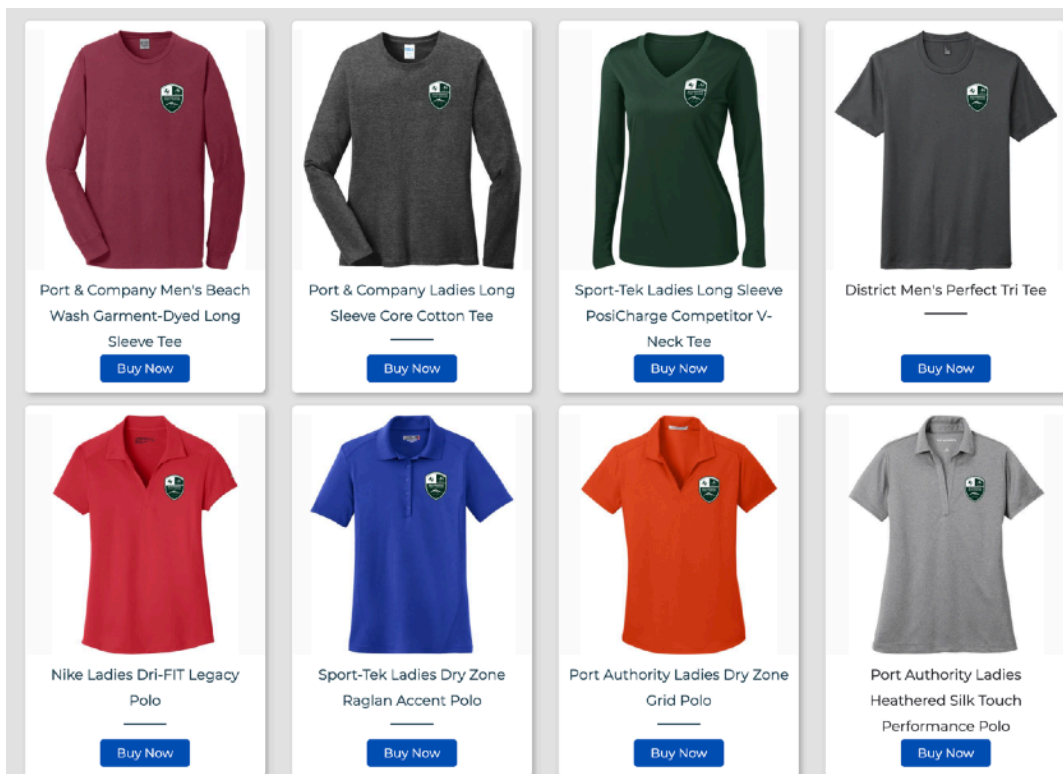 Port & Company Men's Beach
Wash Garment-Dyed Long
Sleeve Tee
Buy Now
Port & Company Ladies Long
Sleeve Core Cotton Tee
Buy Now
Sport-Tek Ladies Long Sleeve
PosiCharge Competitor V-
Neck Tee
Buy Now
District Men's Perfect Tri Tee
Buy Now
Nike Ladies Dri-FIT Legacy
Polo
Buy Now
Sport-Tek Ladies Dry Zone
Raglan Accent Polo
Buy Now
Port Authority Ladies Dry Zone
Grid Polo
Buy Now
Port Authority Ladies
Heathered Silk Touch
Performance Polo
Buy Now